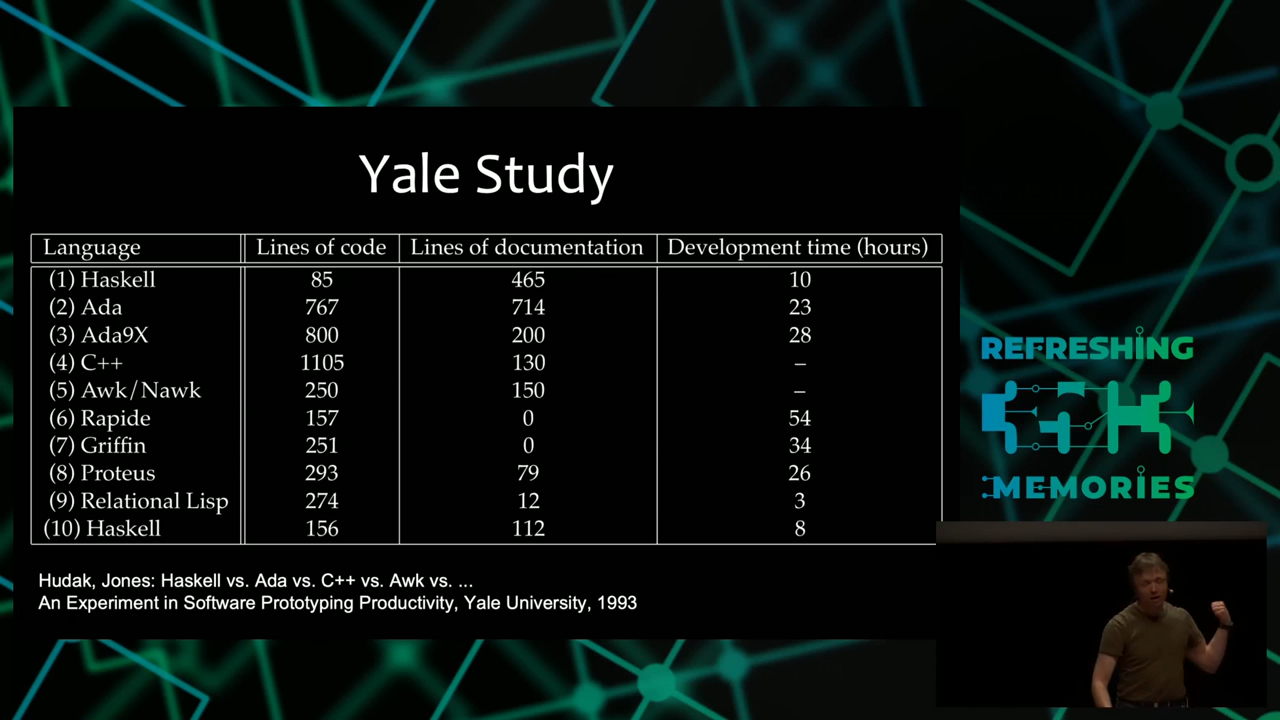 Yale Study
Language Lines of code Lines of documentation Development time (hours)
(1) Haskell 85 465 10
(2) Ada 767 714 23
(3) Ada9X 800 200 28
(4) C++ 1105 130 –
(5) Awk/Nawk 250 150 –
(6) Rapide 157 0 54
(7) Griffin 251 0 34
(8) Proteus 293 79 26
(9) Relational Lisp 274 12 3
(10) Haskell 156 112 8
Hudak, Jones: Haskell vs. Ada vs. C++ vs. Awk vs. ...
An Experiment in Software Prototyping Productivity, Yale University, 1993
REFRESHING
MEMORIES